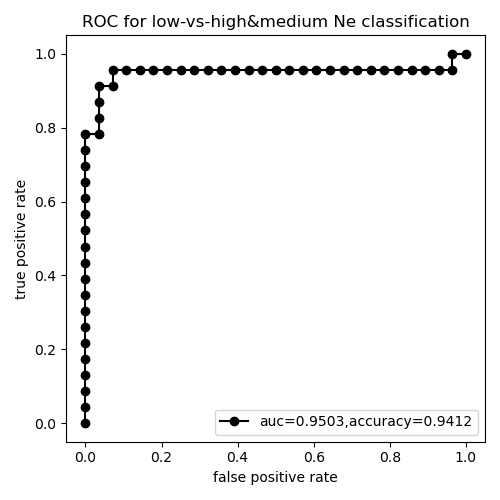 ROC for low-vs-high&medium Ne classification
1.0
0.8
0.6
0.4
0.2
0.0
true positive rate
auc=0.9503,accuracy=0.9412
0.0 0.2 0.4 0.6 0.8 1.0
false positive rate